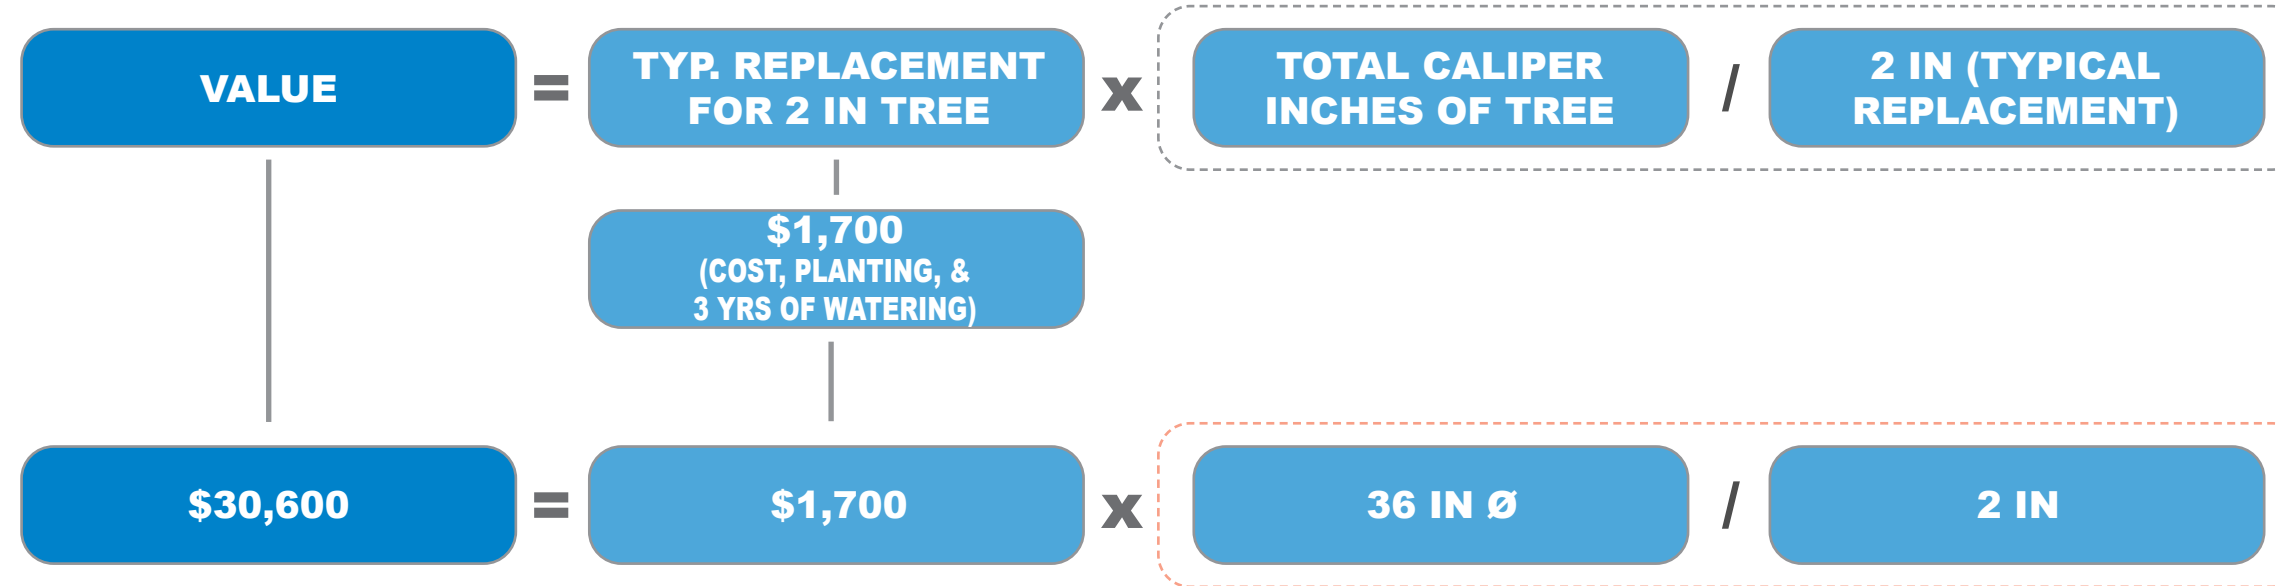 VALUE = TYP. REPLACEMENT FOR 2 IN TREE x TOTAL CALIPER INCHES OF TREE / 2 IN (TYPICAL REPLACEMENT)
$1,700
(COST, PLANTING, &
3 YRS OF WATERING)
$30,600 = $1,700 x 36 IN Ø / 2 IN